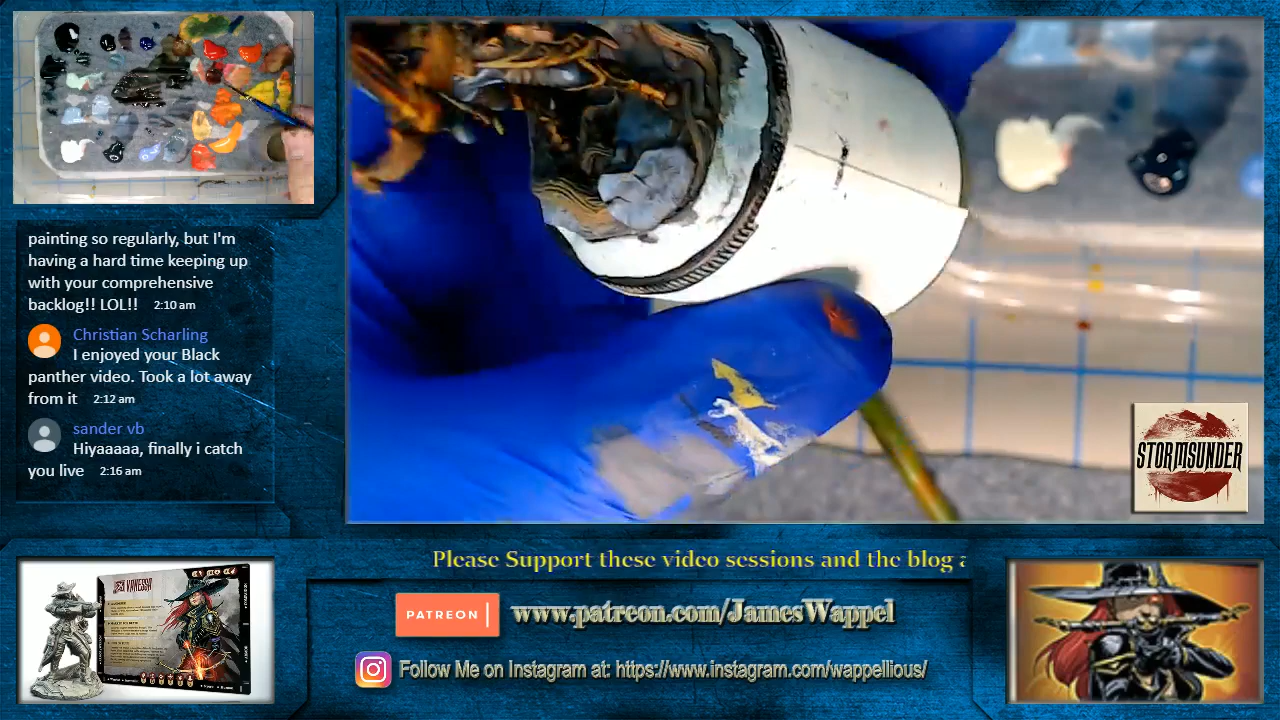 painting so regularly, but I'm
having a hard time keeping up
with your comprehensive
backlog!! LOL!! 2:10 am
Christian Scharling
I enjoyed your Black
panther video. Took a lot away
from it 2:12 am
sander vb
Hiyaaaaa, finally i catch
you live 2:16 am
STORMSUNDER
VANESSA
Please Support these video sessions and the blog a
PATREON
www.patreon.com/JamesWappel
Follow Me on Instagram at: https://www.instagram.com/wappellious/